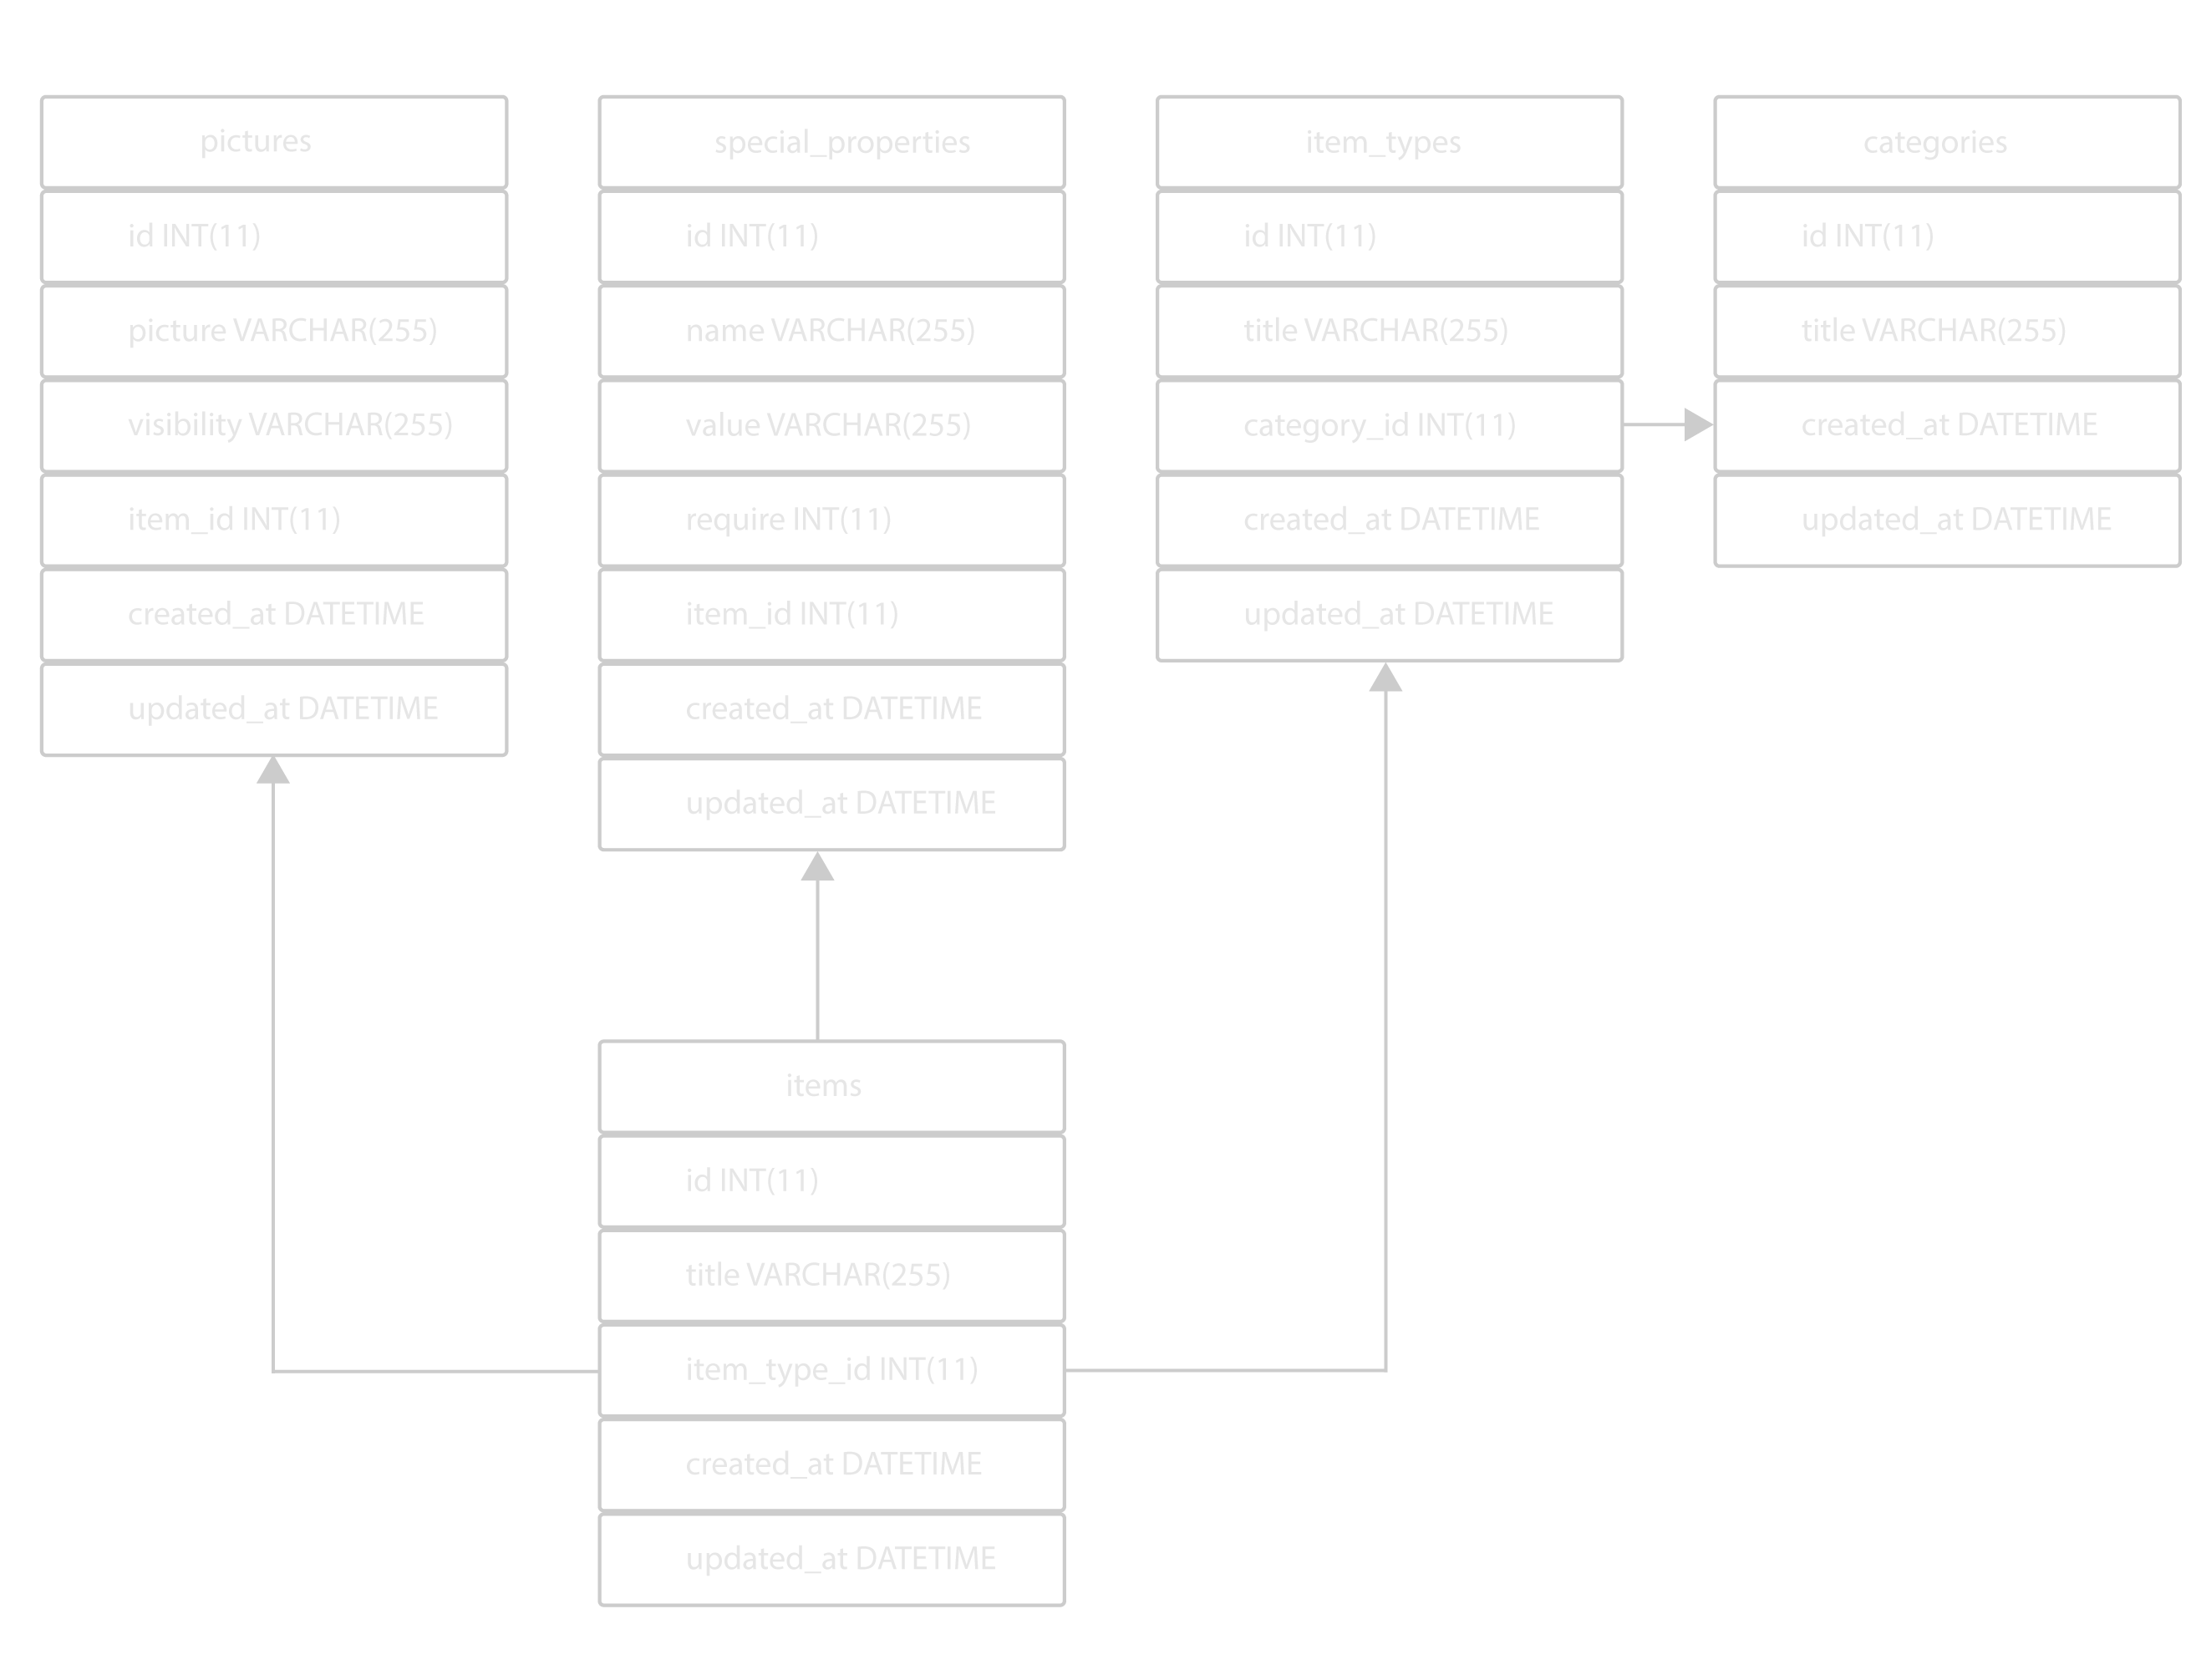 pictures
id INT(11)
picture VARCHAR(255)
visibility VARCHAR(255)
item_id INT(11)
created_at DATETIME
updated_at DATETIME
special_properties
id INT(11)
name VARCHAR(255)
value VARCHAR(255)
require INT(11)
item_id INT(11)
created_at DATETIME
updated_at DATETIME
item_types
id INT(11)
title VARCHAR(255)
category_id INT(11)
created_at DATETIME
updated_at DATETIME
categories
id INT(11)
title VARCHAR(255)
created_at DATETIME
updated_at DATETIME
items
id INT(11)
title VARCHAR(255)
item_type_id INT(11)
created_at DATETIME
updated_at DATETIME